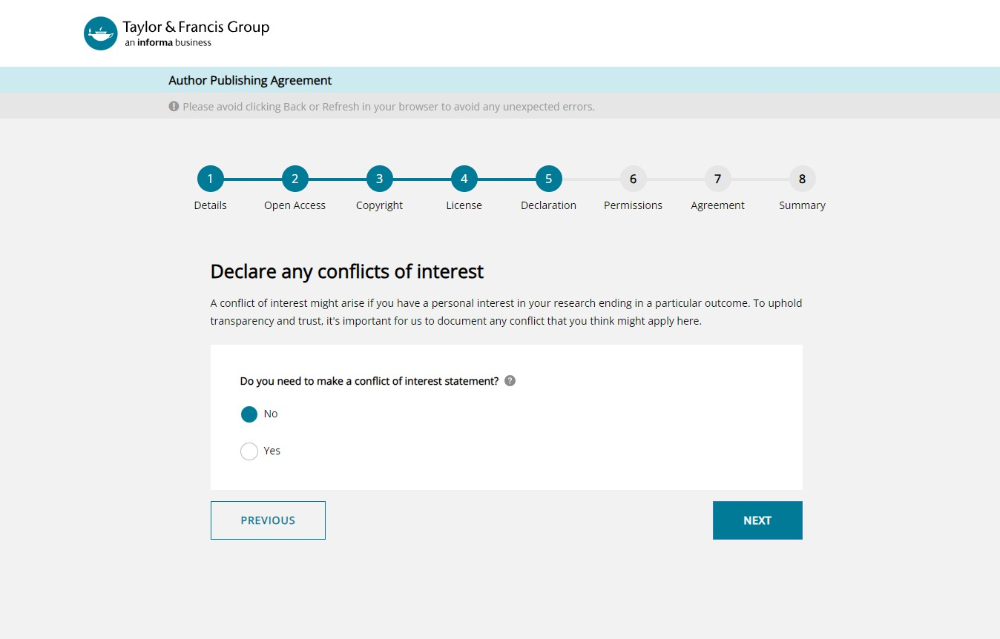 Taylor & Francis Group
an informa business
Author Publishing Agreement
! Please avoid clicking Back or Refresh in your browser to avoid any unexpected errors.
1 2 3 4 5 6 7 8
Details Open Access Copyright License Declaration Permissions Agreement Summary
Declare any conflicts of interest
A conflict of interest might arise if you have a personal interest in your research ending in a particular outcome. To uphold
transparency and trust, it's important for us to document any conflict that you think might apply here.
Do you need to make a conflict of interest statement? ?
No
Yes
PREVIOUS NEXT